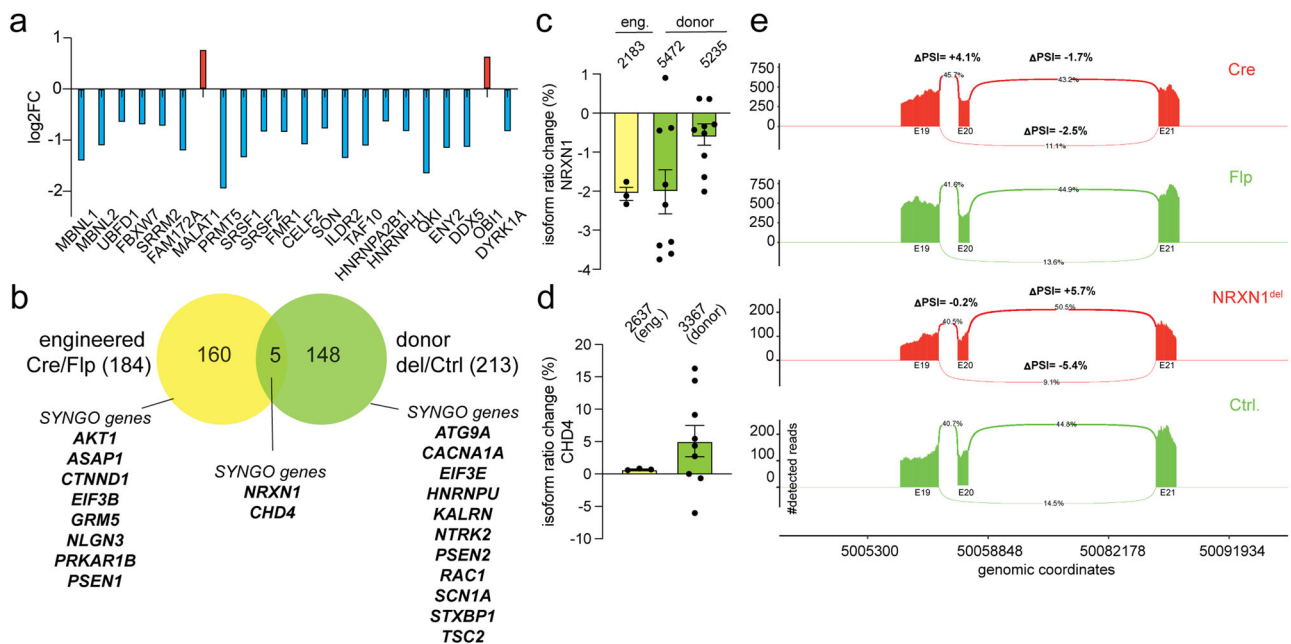 a
1
0
-1
-2
log2FC
MBNL1
MBNL2
UBFD1
FBXW7
SRRM2
FAM172A
MALAT1
PRMT5
SRSF1
SRSF2
FMR1
CELF2
SON
ILDR2
TAF10
HNRNPA2B1
HNRNPH1
QKI
ENY2
DDX5
OBI1
DYRK1A
b
engineered
Cre/Flp (184)
160
5
148
donor
del/Ctrl (213)
SYNGO genes
AKT1
ASAP1
CTNND1
EIF3B
GRM5
NLGN3
PRKAR1B
PSEN1
SYNGO genes
NRXN1
CHD4
SYNGO genes
ATG9A
CACNA1A
EIF3E
HNRNPU
KALRN
NTRK2
PSEN2
RAC1
SCN1A
STXBP1
TSC2
c
eng.
donor
2183
5472
5235
isoform ratio change (%)
NRXN1
1
0
-1
-2
-3
-4
d
2637
(eng.)
3367
(donor)
isoform ratio change (%)
CHD4
20
15
10
5
0
-5
-10
e
ΔPSI= +4.1%
ΔPSI= -1.7%
Cre
750
500
250
0
45.7%
43.2%
E19
E20
E21
ΔPSI= -2.5%
11.1%
Flp
750
500
250
0
41.6%
44.9%
E19
E20
E21
13.6%
ΔPSI= -0.2%
ΔPSI= +5.7%
NRXN1del
200
100
0
40.5%
50.5%
E19
E20
E21
ΔPSI= -5.4%
9.1%
Ctrl.
200
100
0
40.7%
44.8%
E19
E20
E21
14.5%
#detected reads
5005300
50058848
50082178
50091934
genomic coordinates